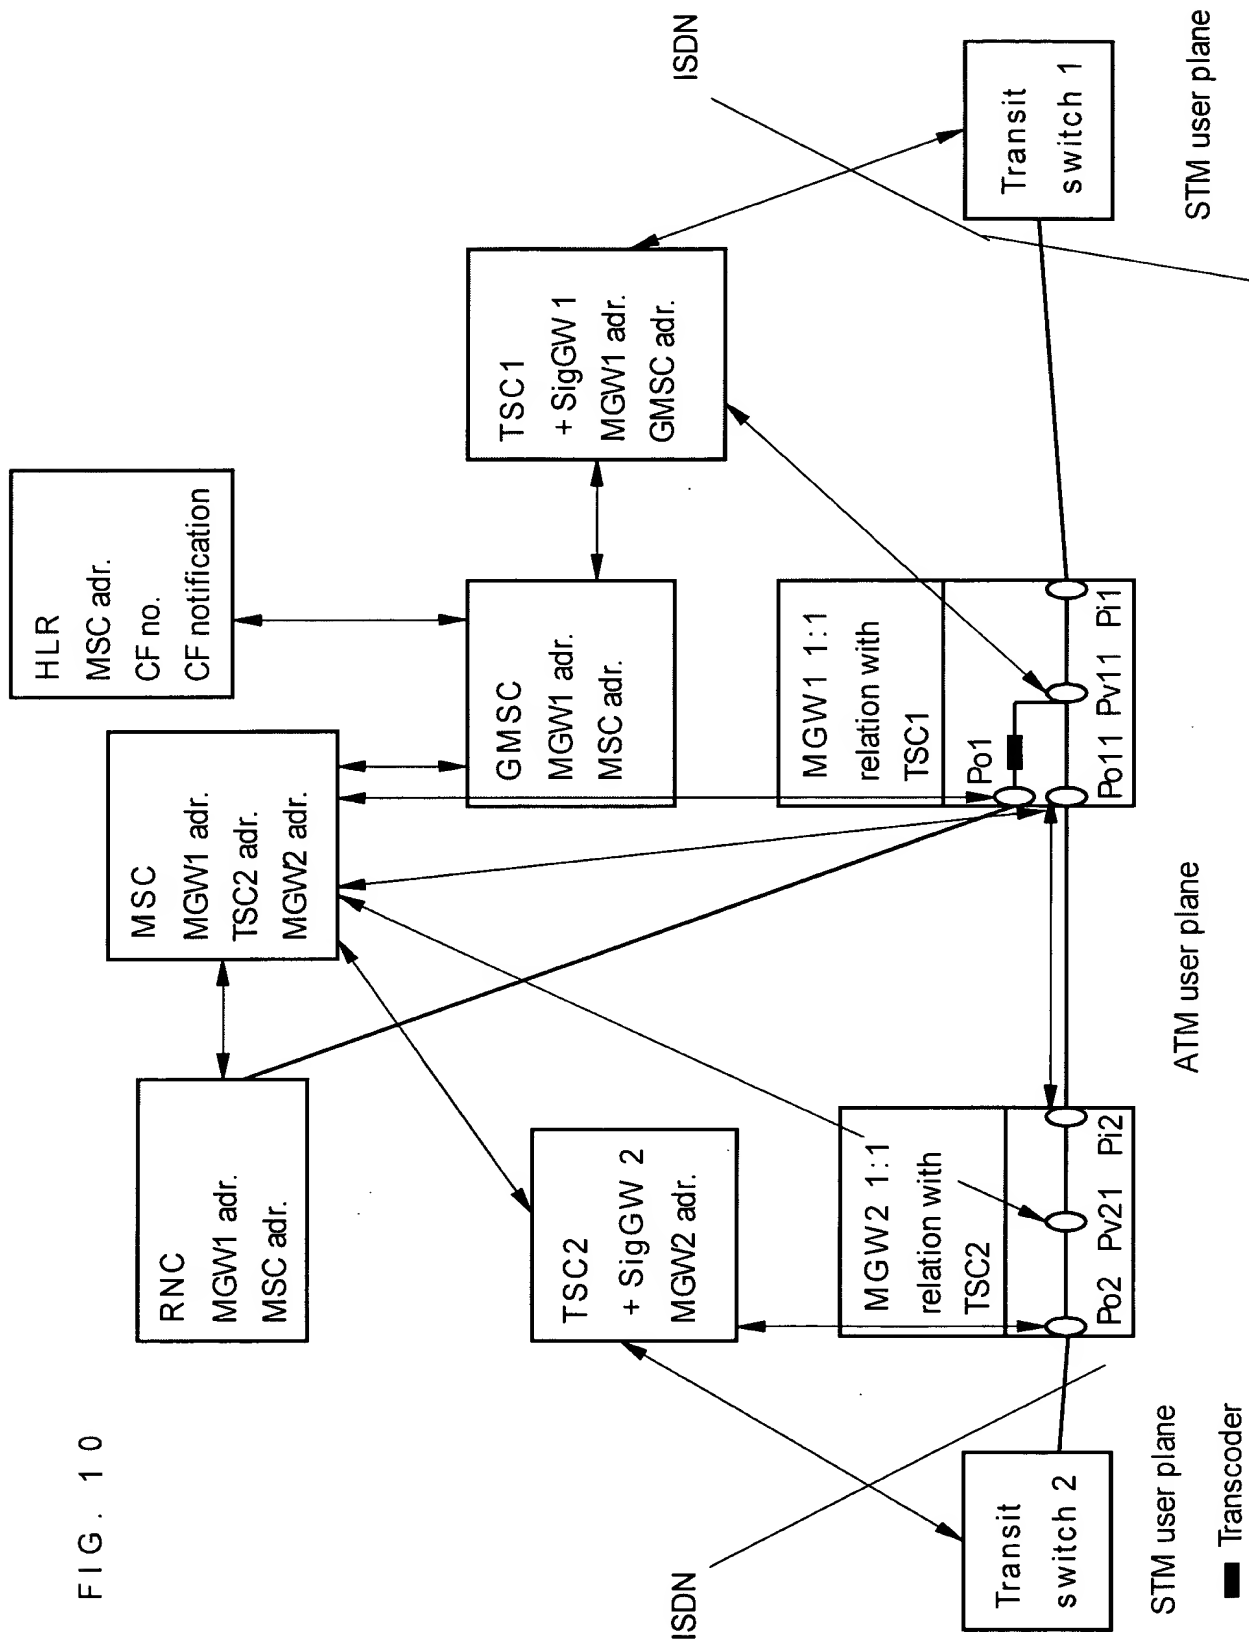 FIG. 10
HLR
MSC adr.
CF no.
CF notification
RNC
MGW1 adr.
MSC adr.
MSC
MGW1 adr.
TSC2 adr.
MGW2 adr.
GMSC
MGW1 adr.
MSC adr.
TSC1
+ SigGW 1
MGW1 adr.
GMSC adr.
TSC2
+ SigGW 2
MGW2 adr.
ISDN
ISDN
MGW2 1:1
relation with
TSC2
Po2 Pv21 Pi2
MGW1 1:1
relation with
TSC1
Po1
Po11 Pv11 Pi1
Transit
switch 2
Transit
switch 1
STM user plane
ATM user plane
STM user plane
Transcoder